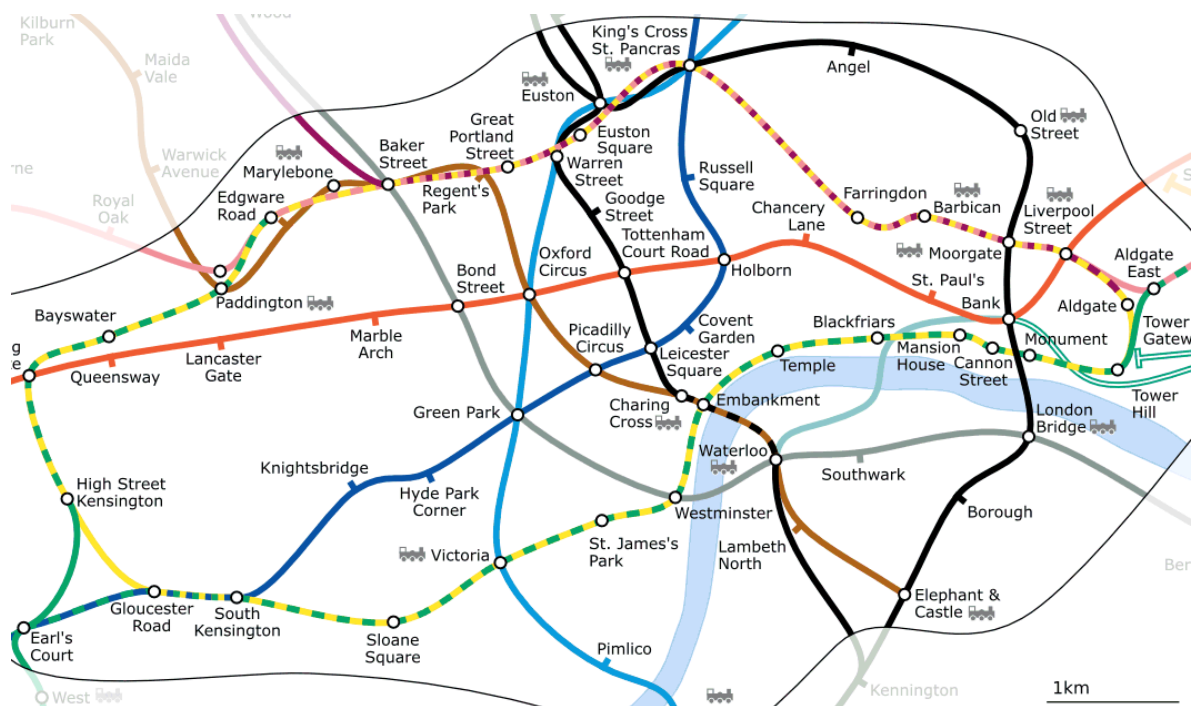 Kilburn
Park
Maida
Vale
Wood
King's Cross
St. Pancras
Angel
Euston
Old
Street
Great
Portland
Street
Euston
Square
Baker
Street
Marylebone
Warwick
Avenue
Edgware
Road
Regent's
Park
Warren
Street
Russell
Square
Royal
Oak
Goodge
Street
Farringdon
Barbican
Liverpool
Street
Chancery
Lane
Tottenham
Court Road
Moorgate
Aldgate
East
Oxford
Circus
Holborn
Bond
Street
St. Paul's
Paddington
Bank
Aldgate
Bayswater
Marble
Arch
Picadilly
Circus
Covent
Garden
Blackfriars
Monument
Tower
Gatew
Lancaster
Gate
Queensway
Leicester
Square
Temple
Mansion
House
Cannon
Street
Green Park
Charing
Cross
Embankment
Tower
Hill
London
Bridge
Waterloo
Knightsbridge
Southwark
High Street
Kensington
Hyde Park
Corner
Westminster
Borough
St. James's
Park
Victoria
Lambeth
North
Ber
Gloucester
Road
South
Kensington
Elephant &
Castle
Earl's
Court
Sloane
Square
Pimlico
West
Kennington
1km